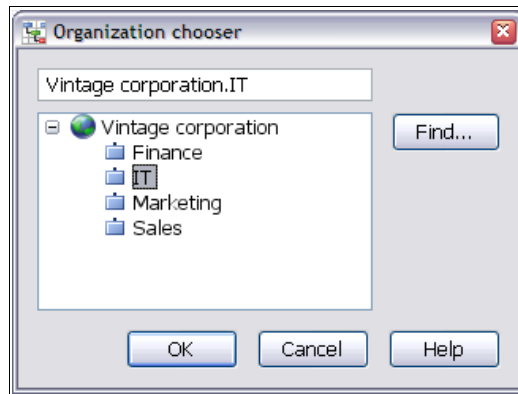 Organization chooser
Vintage corporation.IT
Vintage corporation
Find...
Finance
IT
Marketing
Sales
OK
Cancel
Help